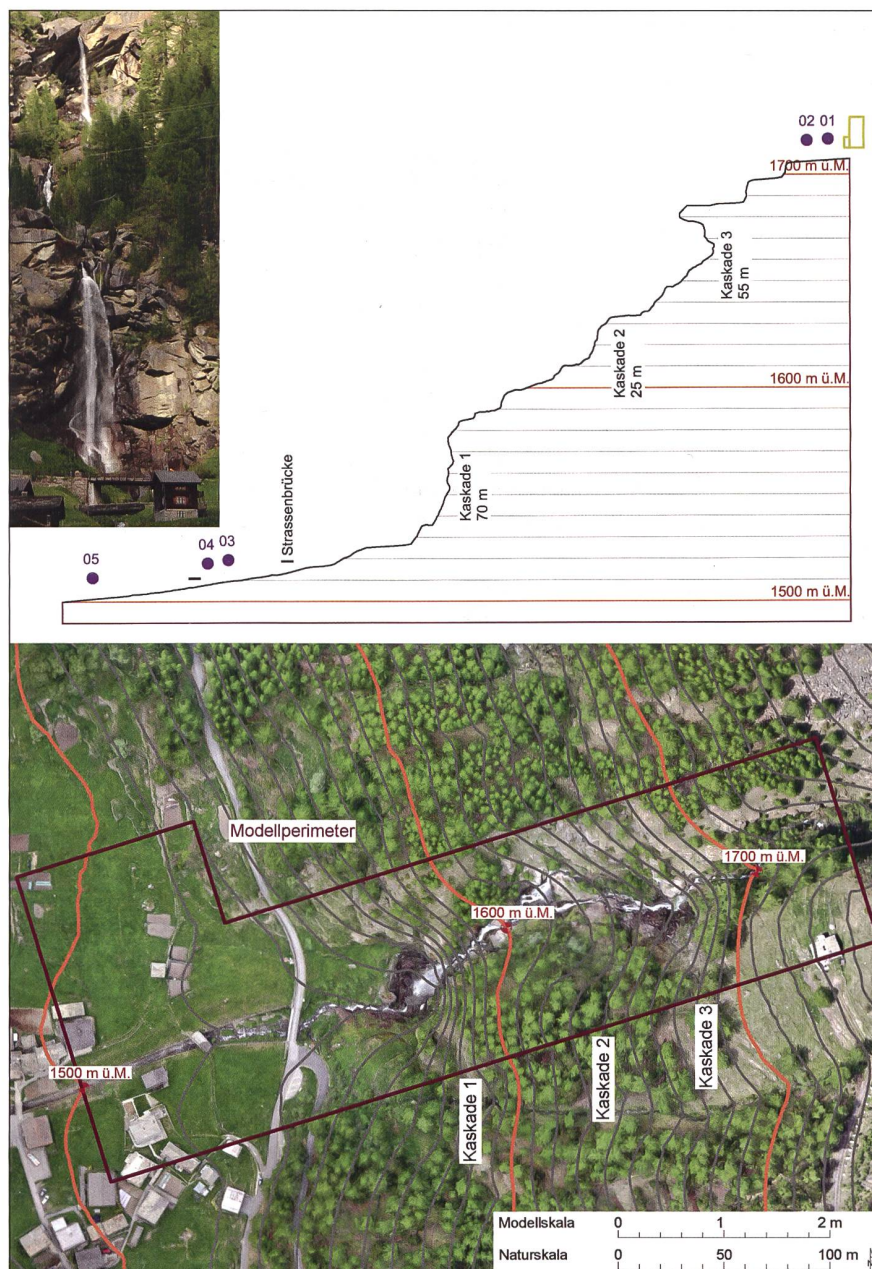 02 01
1700 m ü.M.
Kaskade 3
55 m
Kaskade 2
25 m
1600 m ü.M.
Kaskade 1
70 m
Strassenbrücke
05
04 03
1500 m ü.M.
Modellperimeter
1700 m ü.M.
1600 m ü.M.
1500 m ü.M.
Kaskade 1
Kaskade 2
Kaskade 3
Modellskala 0 1 2 m
Naturskala 0 50 100 m